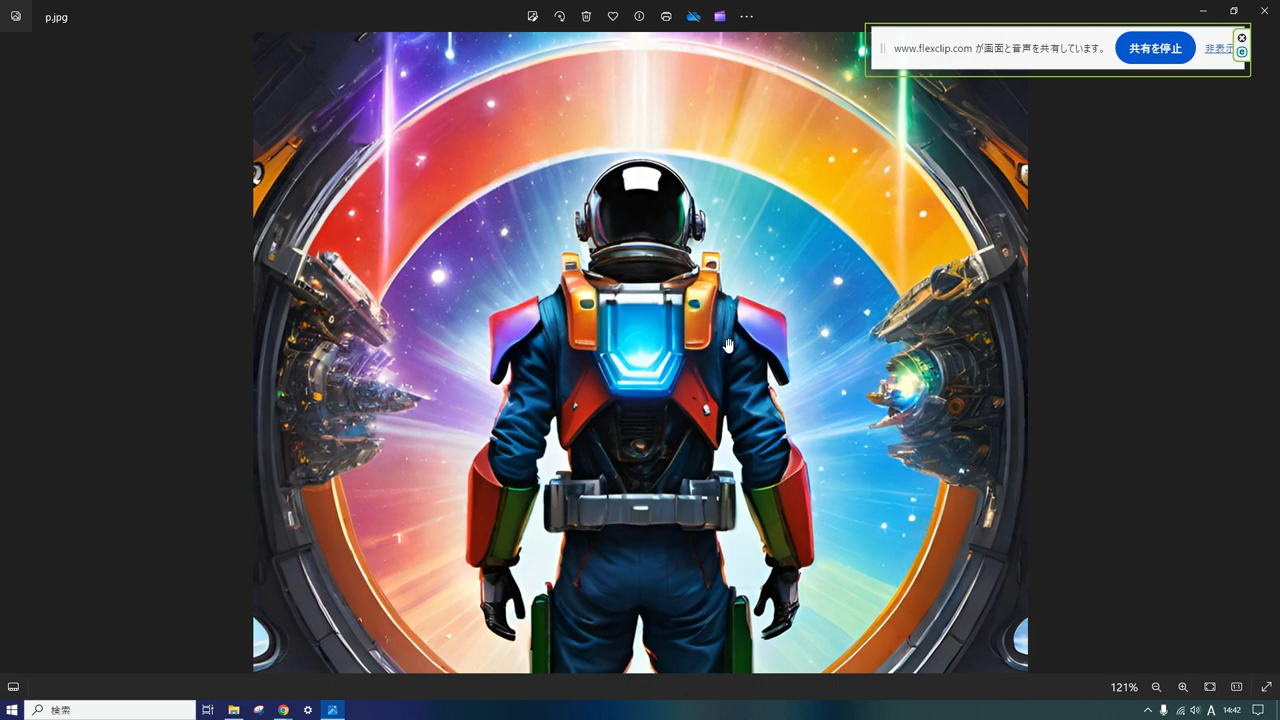 p.jpg
www.flexclip.com が画面と音声を共有しています。
共有を停止
非表示
121%
検索
A
14:42